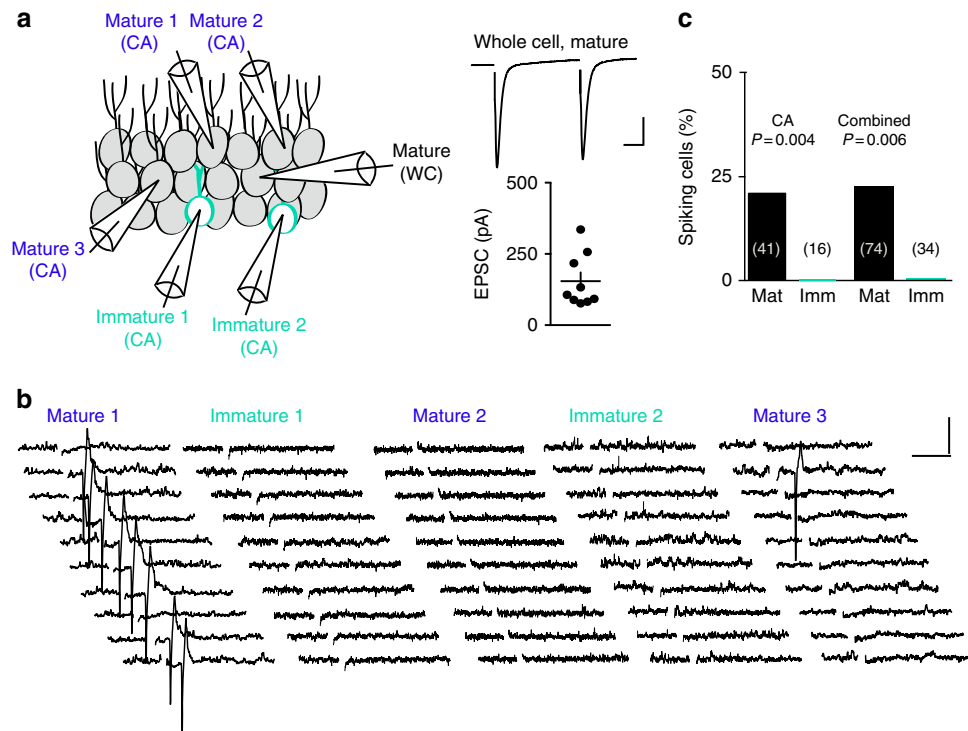 a
Mature 1
(CA)
Mature 2
(CA)
Mature
(WC)
Mature 3
(CA)
Immature 1
(CA)
Immature 2
(CA)
Whole cell, mature
500
250
0
EPSC (pA)
c
50
25
0
Spiking cells (%)
CA
P = 0.004
Combined
P = 0.006
(41)
(16)
(74)
(34)
Mat
Imm
Mat
Imm
b
Mature 1
Immature 1
Mature 2
Immature 2
Mature 3